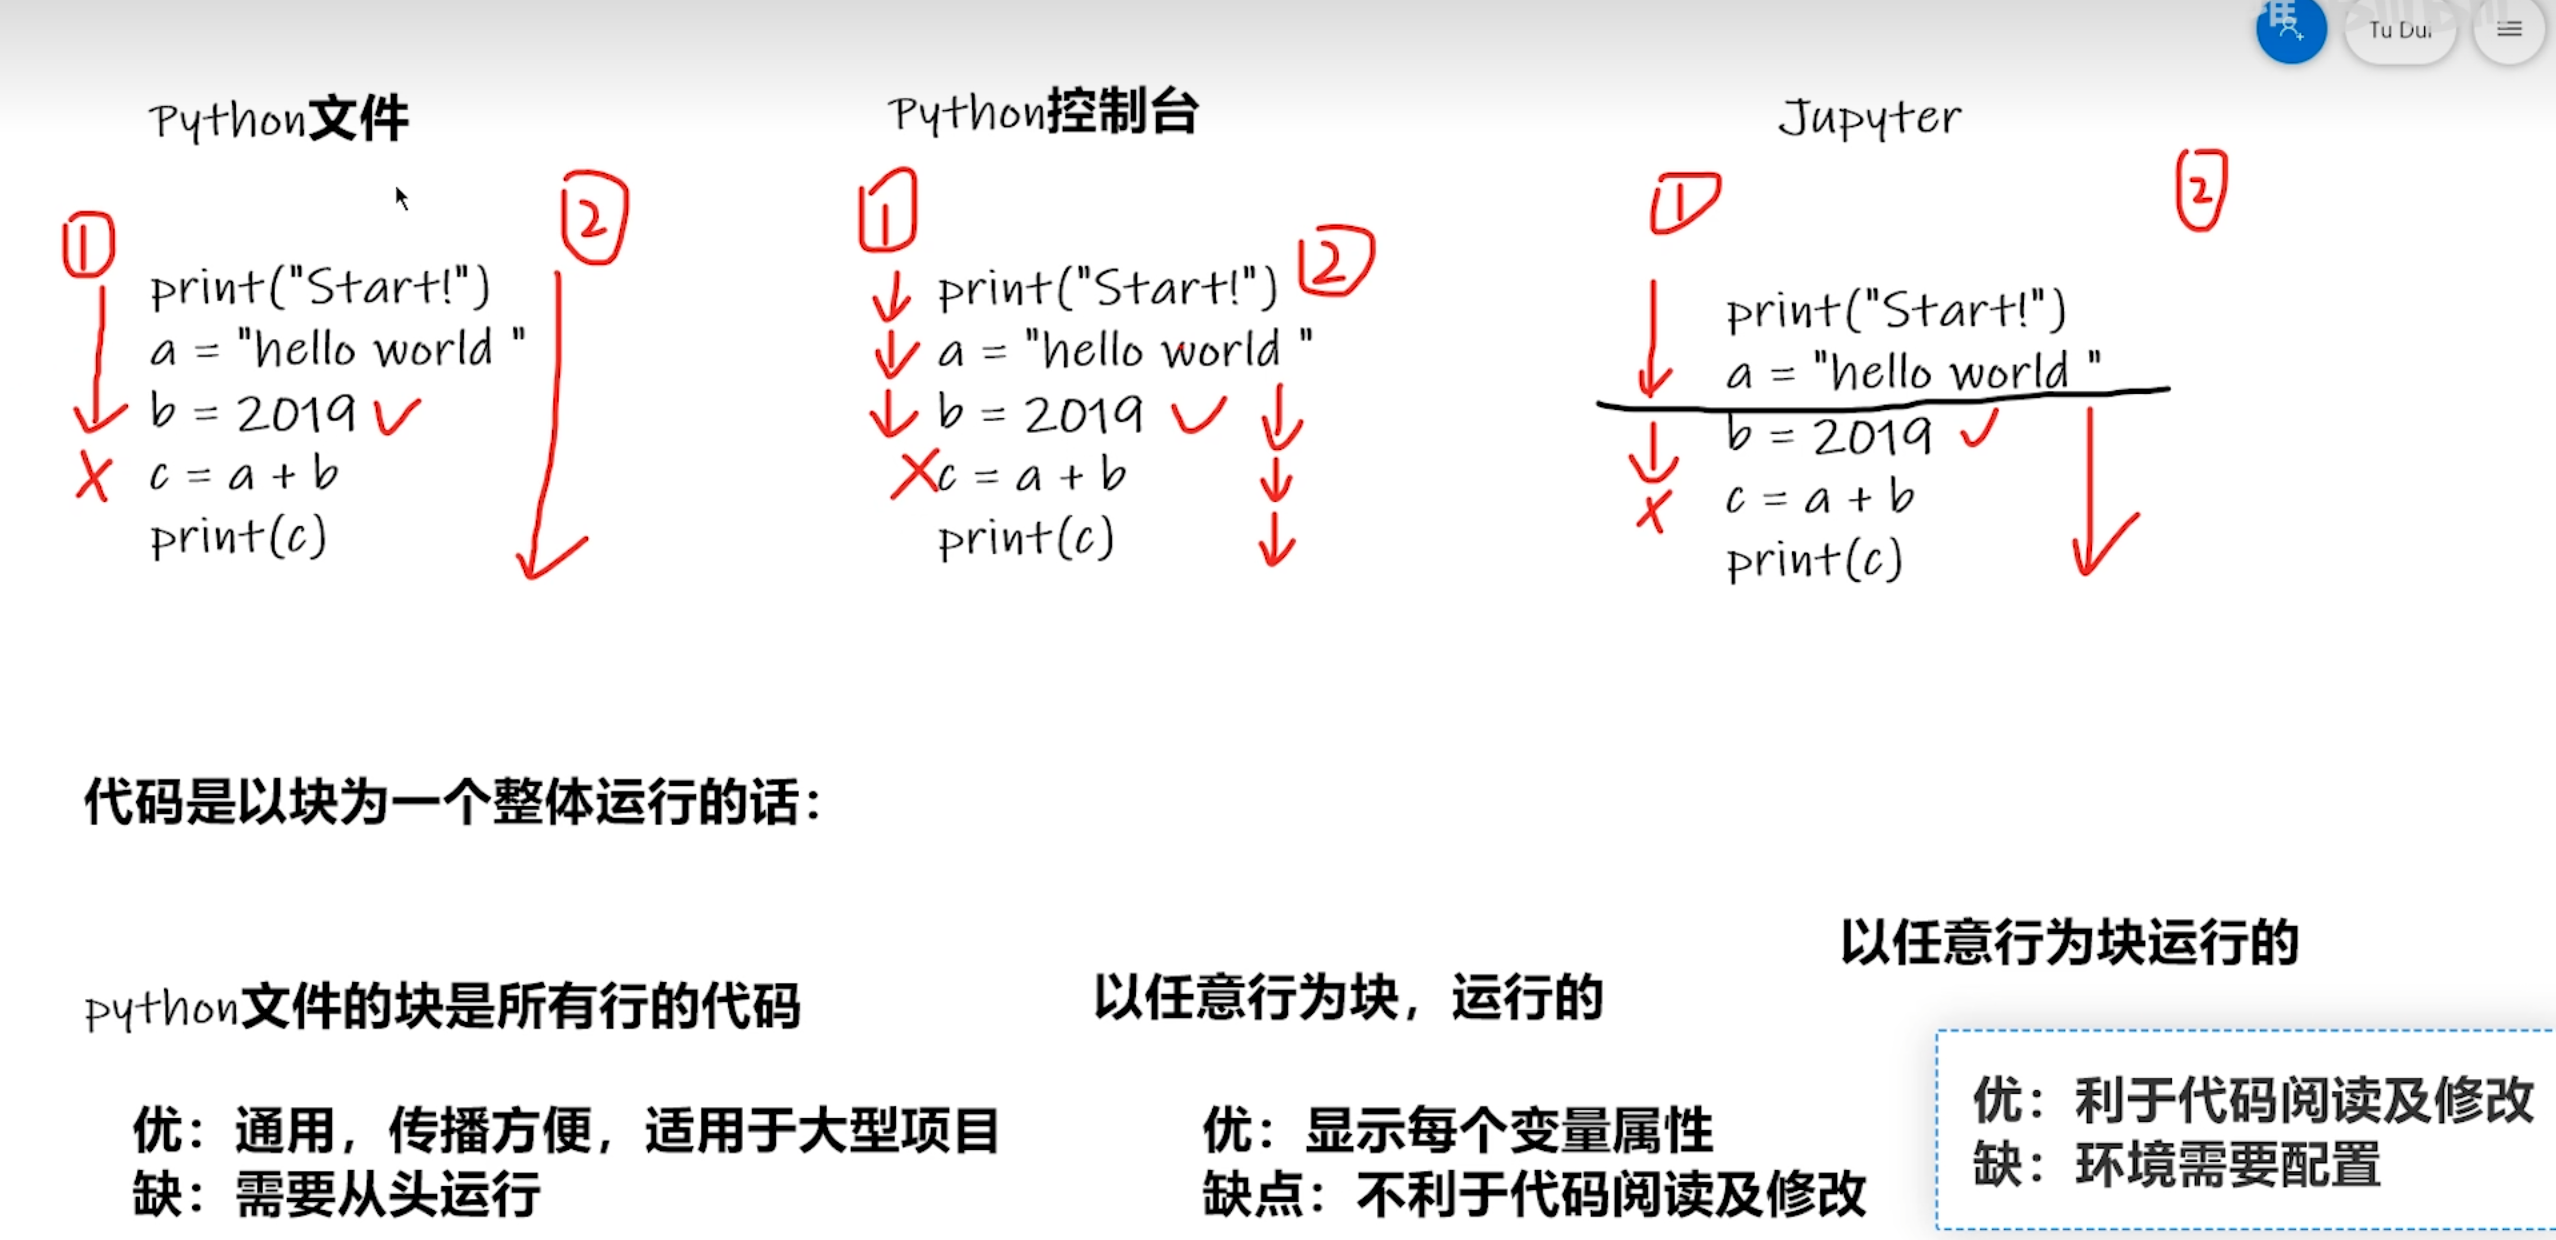 Tu Dui
Python文件
1
2
print("Start!")
a = "hello world "
b = 2019
c = a + b
print(c)
Python控制台
1
2
print("Start!")
a = "hello world "
b = 2019
c = a + b
print(c)
Jupyter
1
2
print("Start!")
a = "hello world "
b = 2019
c = a + b
print(c)
代码是以块为一个整体运行的话：
python文件的块是所有行的代码
优：通用，传播方便，适用于大型项目
缺：需要从头运行
以任意行为块，运行的
优：显示每个变量属性
缺点：不利于代码阅读及修改
以任意行为块运行的
优：利于代码阅读及修改
缺：环境需要配置